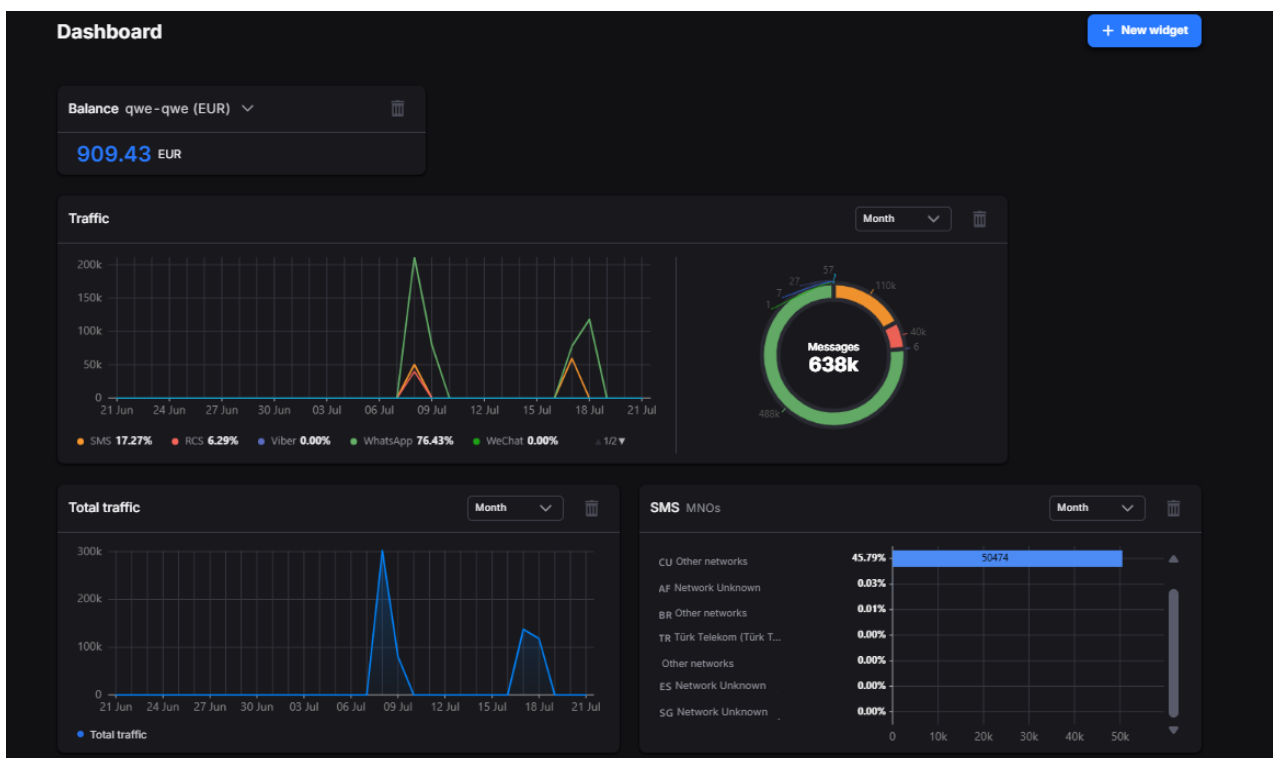 Dashboard
+ New widget
Balance qwe-qwe (EUR)
909.43 EUR
Traffic
Month
200k
150k
100k
50k
0
21 Jun 24 Jun 27 Jun 30 Jun 03 Jul 06 Jul 09 Jul 12 Jul 15 Jul 18 Jul 21 Jul
SMS 17.27% RCS 6.29% Viber 0.00% WhatsApp 76.43% WeChat 0.00% 1/2
57
27
7
1
110k
40k
6
488k
Messages
638k
Total traffic
Month
300k
200k
100k
0
21 Jun 24 Jun 27 Jun 30 Jun 03 Jul 06 Jul 09 Jul 12 Jul 15 Jul 18 Jul 21 Jul
Total traffic
SMS MNOs
Month
CU Other networks 45.79% 50474
AF Network Unknown 0.03%
BR Other networks 0.01%
TR Türk Telekom (Türk T... 0.00%
Other networks 0.00%
ES Network Unknown 0.00%
SG Network Unknown 0.00%
0 10k 20k 30k 40k 50k